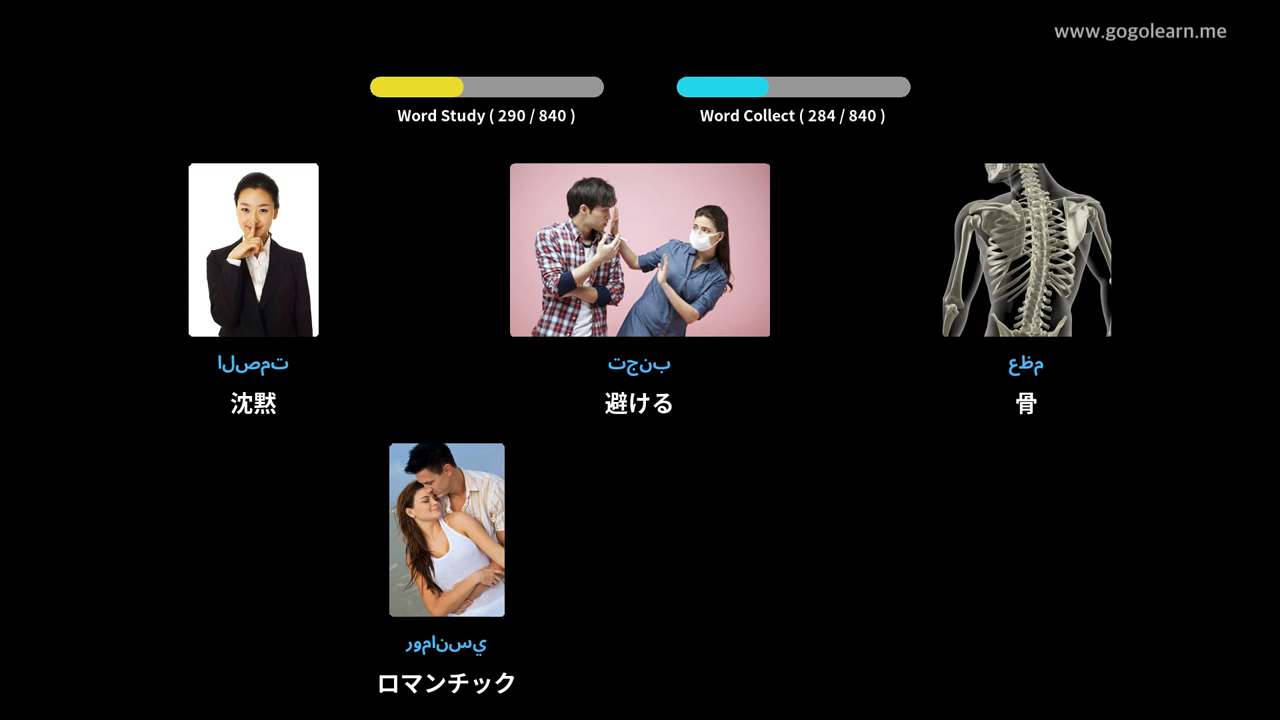 www.gogolearn.me
Word Study ( 290 / 840 )
Word Collect ( 284 / 840 )
الصمت
تجنب
عظم
沈黙
避ける
骨
رومانسي
ロマンチック